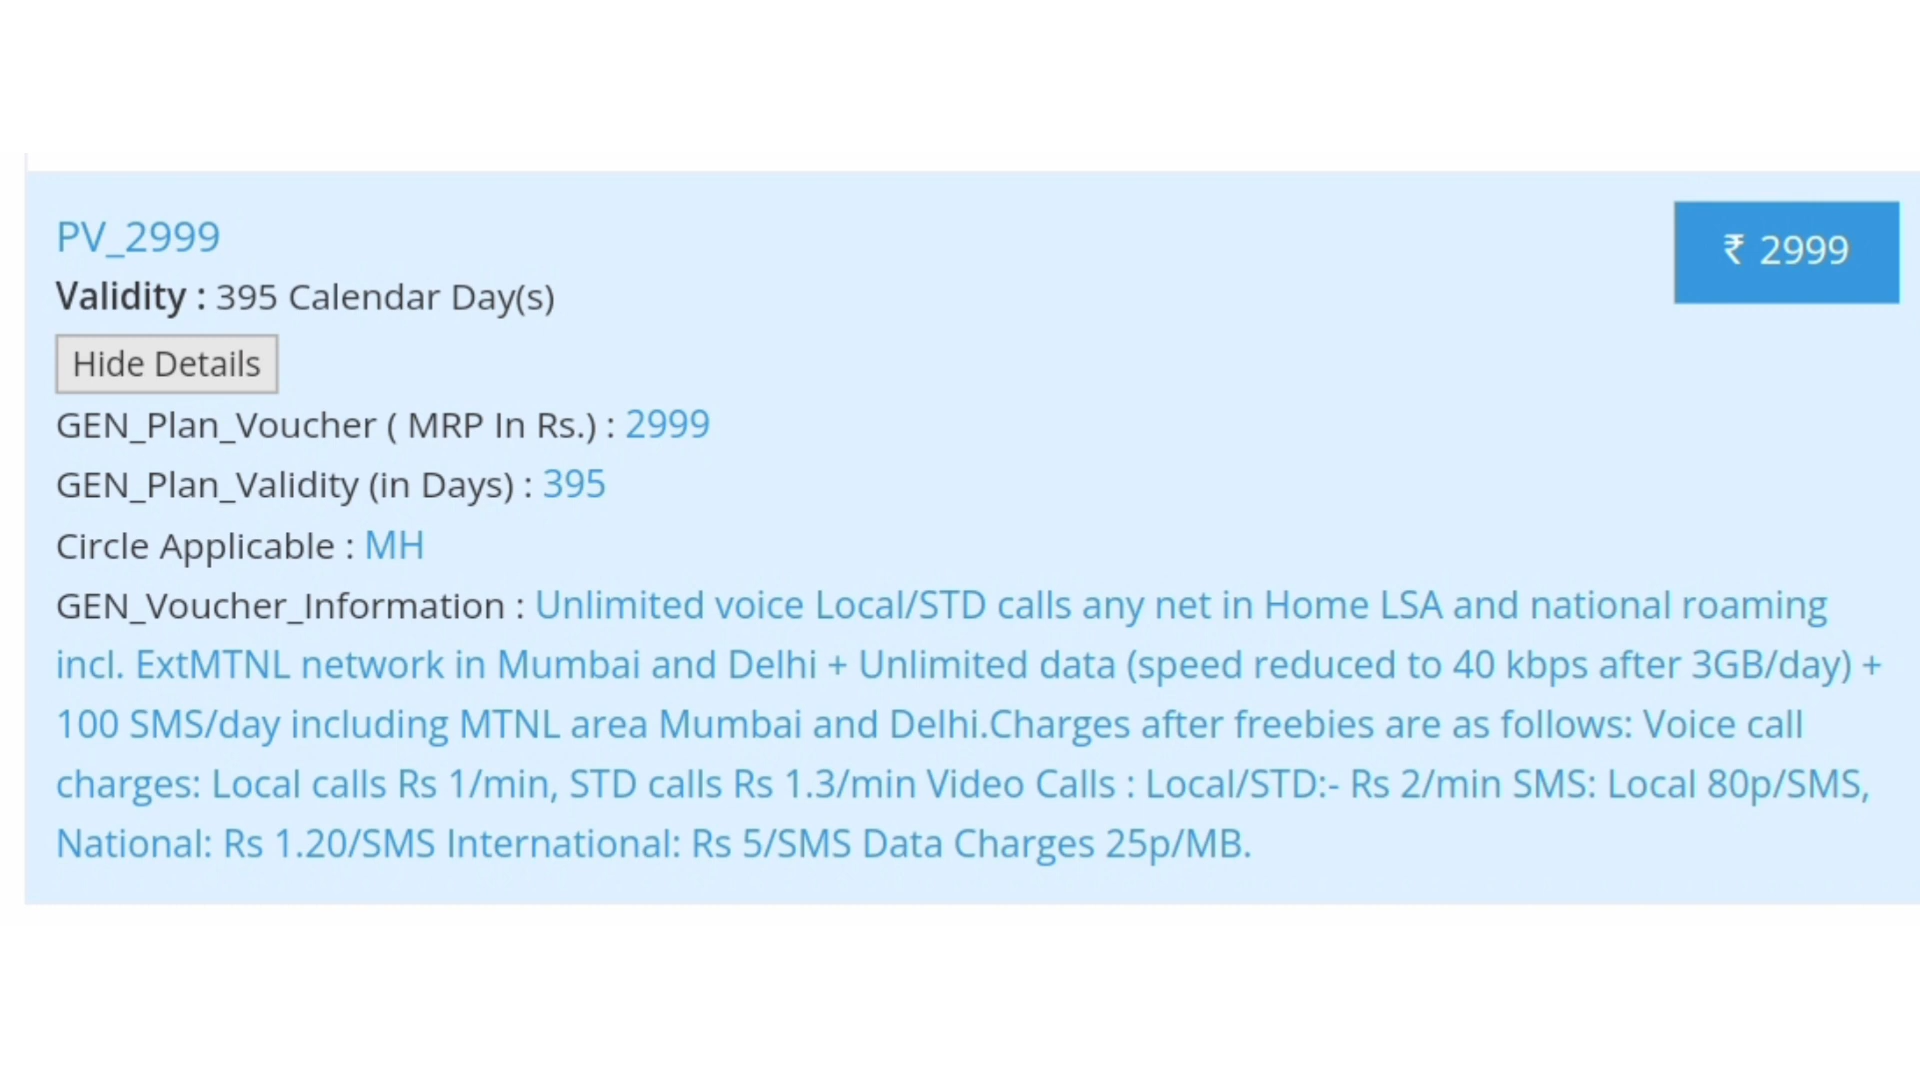 PV_2999
₹ 2999
Validity : 395 Calendar Day(s)
Hide Details
GEN_Plan_Voucher ( MRP In Rs.) : 2999
GEN_Plan_Validity (in Days) : 395
Circle Applicable : MH
GEN_Voucher_Information : Unlimited voice Local/STD calls any net in Home LSA and national roaming
incl. ExtMTNL network in Mumbai and Delhi + Unlimited data (speed reduced to 40 kbps after 3GB/day) +
100 SMS/day including MTNL area Mumbai and Delhi.Charges after freebies are as follows: Voice call
charges: Local calls Rs 1/min, STD calls Rs 1.3/min Video Calls : Local/STD:- Rs 2/min SMS: Local 80p/SMS,
National: Rs 1.20/SMS International: Rs 5/SMS Data Charges 25p/MB.